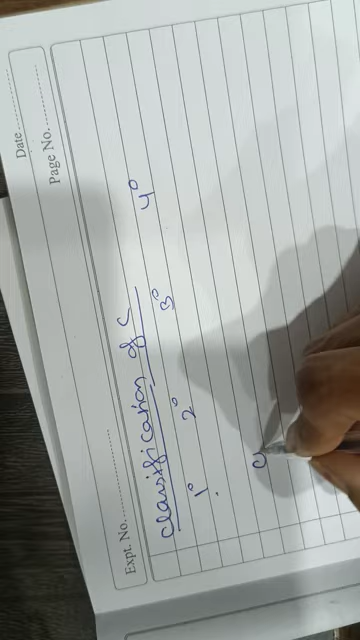 Date
Page No.
Expt. No.
Classification of C
1° 2° 3° 4°
C